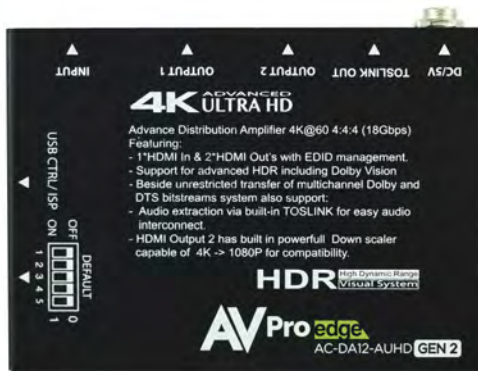 INPUT
OUTPUT 1
OUTPUT 2
TOSLINK OUT
DC/5V
4K ADVANCED
ULTRA HD
Advance Distribution Amplifier 4K@60 4:4:4 (18Gbps)
Featuring:
- 1*HDMI In & 2*HDMI Out's with EDID management.
- Support for advanced HDR including Dolby Vision
- Beside unrestricted transfer of multichannel Dolby and
DTS bitstreams system also support:
- Audio extraction via built-in TOSLINK for easy audio
interconnect.
- HDMI Output 2 has built in powerfull Down scaler
capable of 4K -> 1080P for compatibility.
USB CTRL/ ISP
ON OFF
1 2 3 4 5
DEFAULT
1 0
HDR High Dynamic Range
Visual System
AVPro edge
AC-DA12-AUHD GEN 2